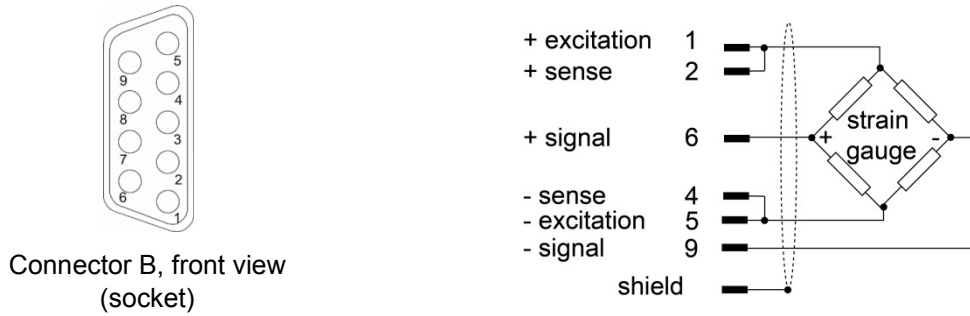 5
9
4
8
3
7
2
6
1
Connector B, front view
(socket)
+ excitation 1
+ sense 2
+ signal 6
- sense 4
- excitation 5
- signal 9
shield
strain
+ -
gauge